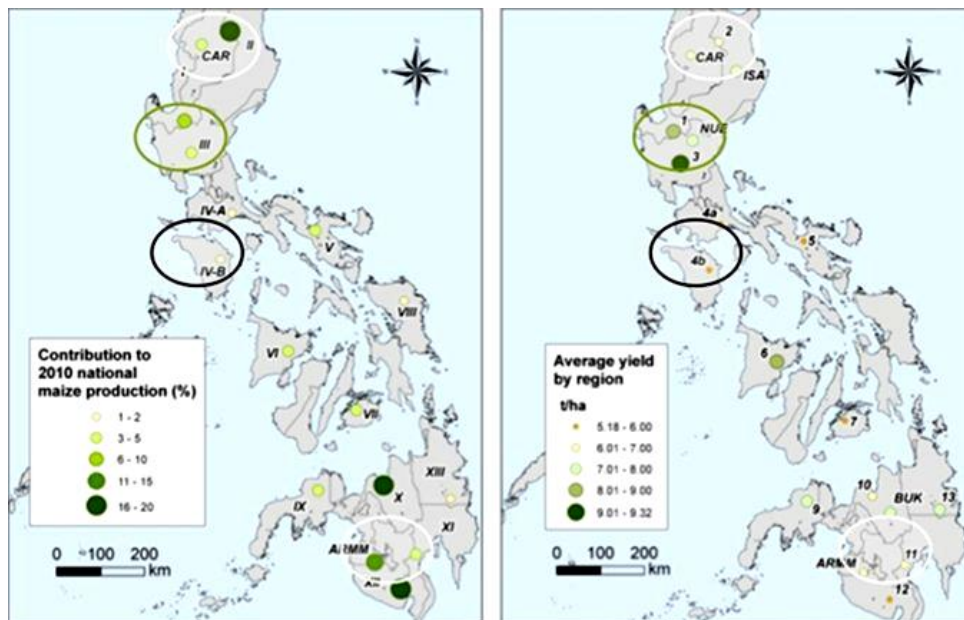 II
CAR
III
IV-A
V
IV-B
VIII
VI
Contribution to
2010 national
maize production (%)
1 - 2
3 - 5
6 - 10
11 - 15
16 - 20
VII
XIII
X
IX
XI
ARMM
0 100 200
km
2
CAR
ISA
1
NUE
3
4a
5
4b
6
Average yield
by region
t/ha
5.18 - 6.00
6.01 - 7.00
7.01 - 8.00
8.01 - 9.00
9.01 - 9.32
7
10
BUK
13
9
11
ARMM
12
0 100 200
km